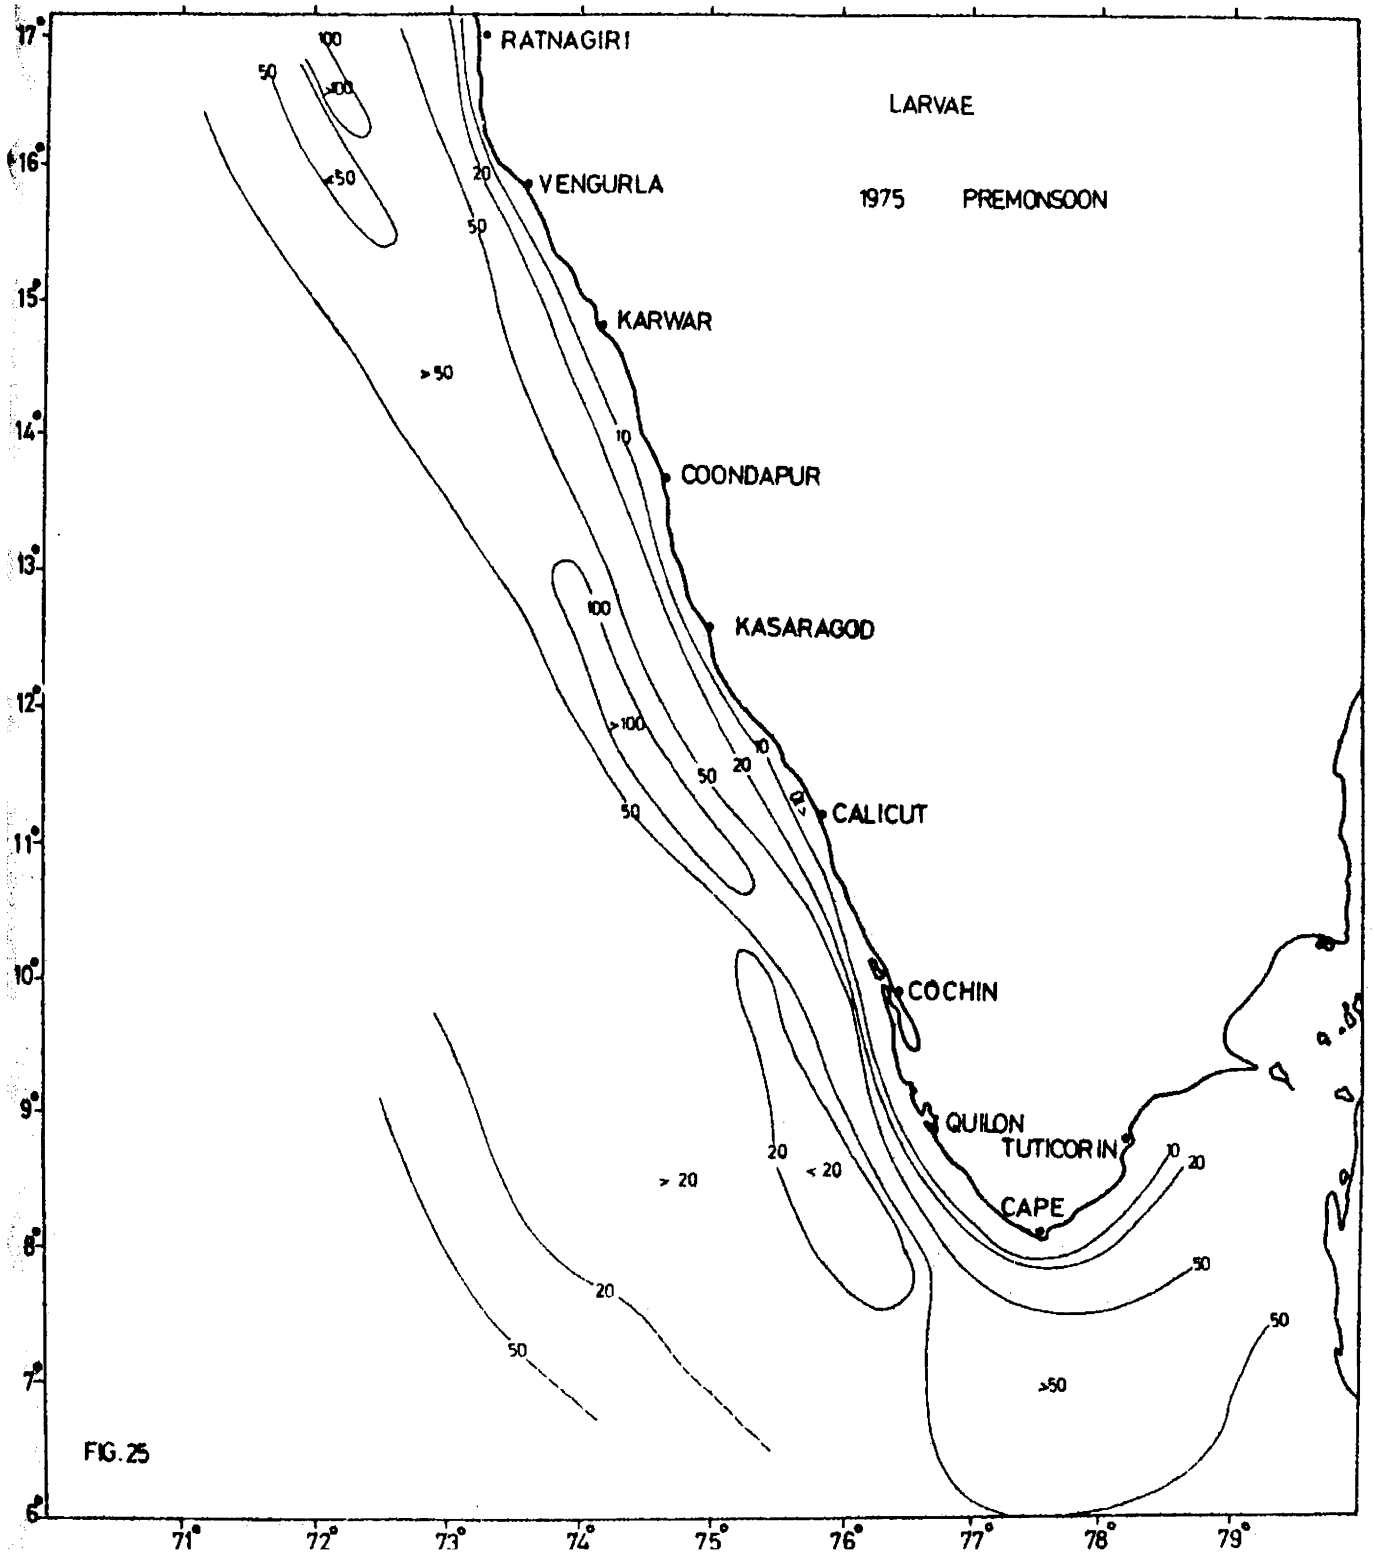 17°
100
RATNAGIRI
50
>100
LARVAE
16°
20
<50
VENGURLA
1975 PREMONSOON
50
15°
KARWAR
>50
14°
10
COONDAPUR
13°
100
KASARAGOD
12°
>100
10
20
50
<10
50
CALICUT
11°
10°
COCHIN
9°
QUILON
TUTICORIN
10
20
20
<20
>20
CAPE
8°
50
20
50
50
7°
>50
FIG. 25
6°
71° 72° 73° 74° 75° 76° 77° 78° 79°